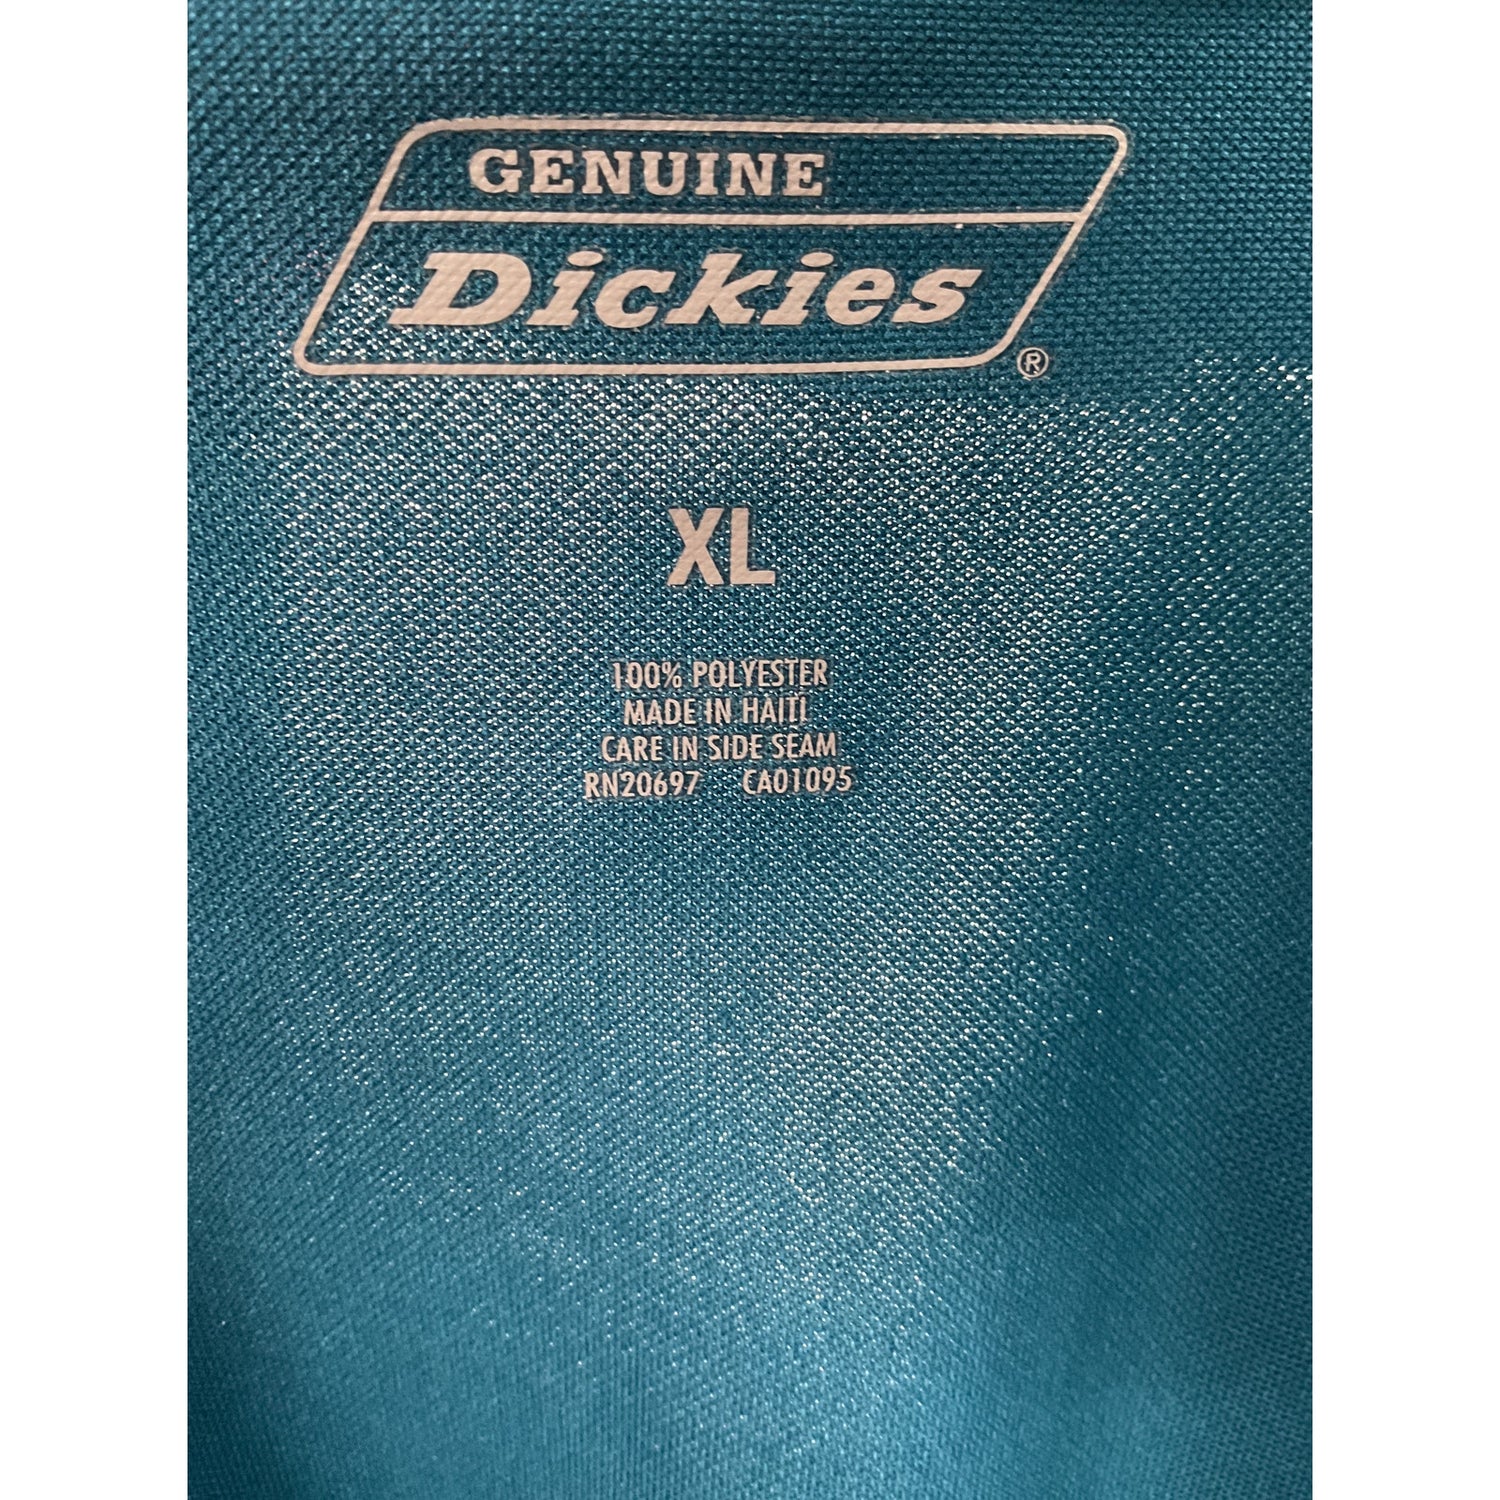 GENUINE
Dickies
®
XL
100% POLYESTER
MADE IN HAITI
CARE IN SIDE SEAM
RN20697 CA01095